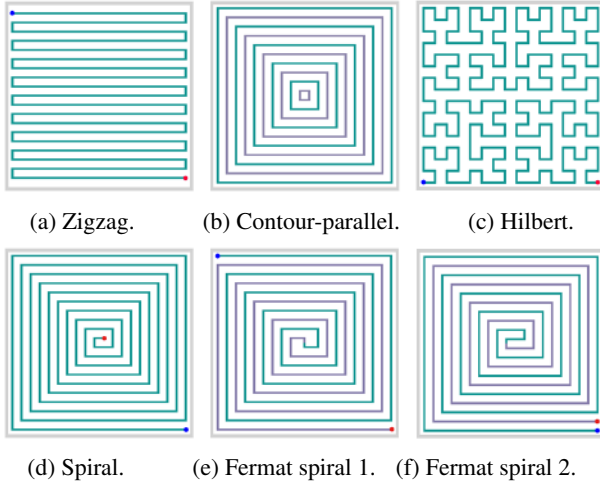 (a) Zigzag. (b) Contour-parallel. (c) Hilbert.
(d) Spiral. (e) Fermat spiral 1. (f) Fermat spiral 2.